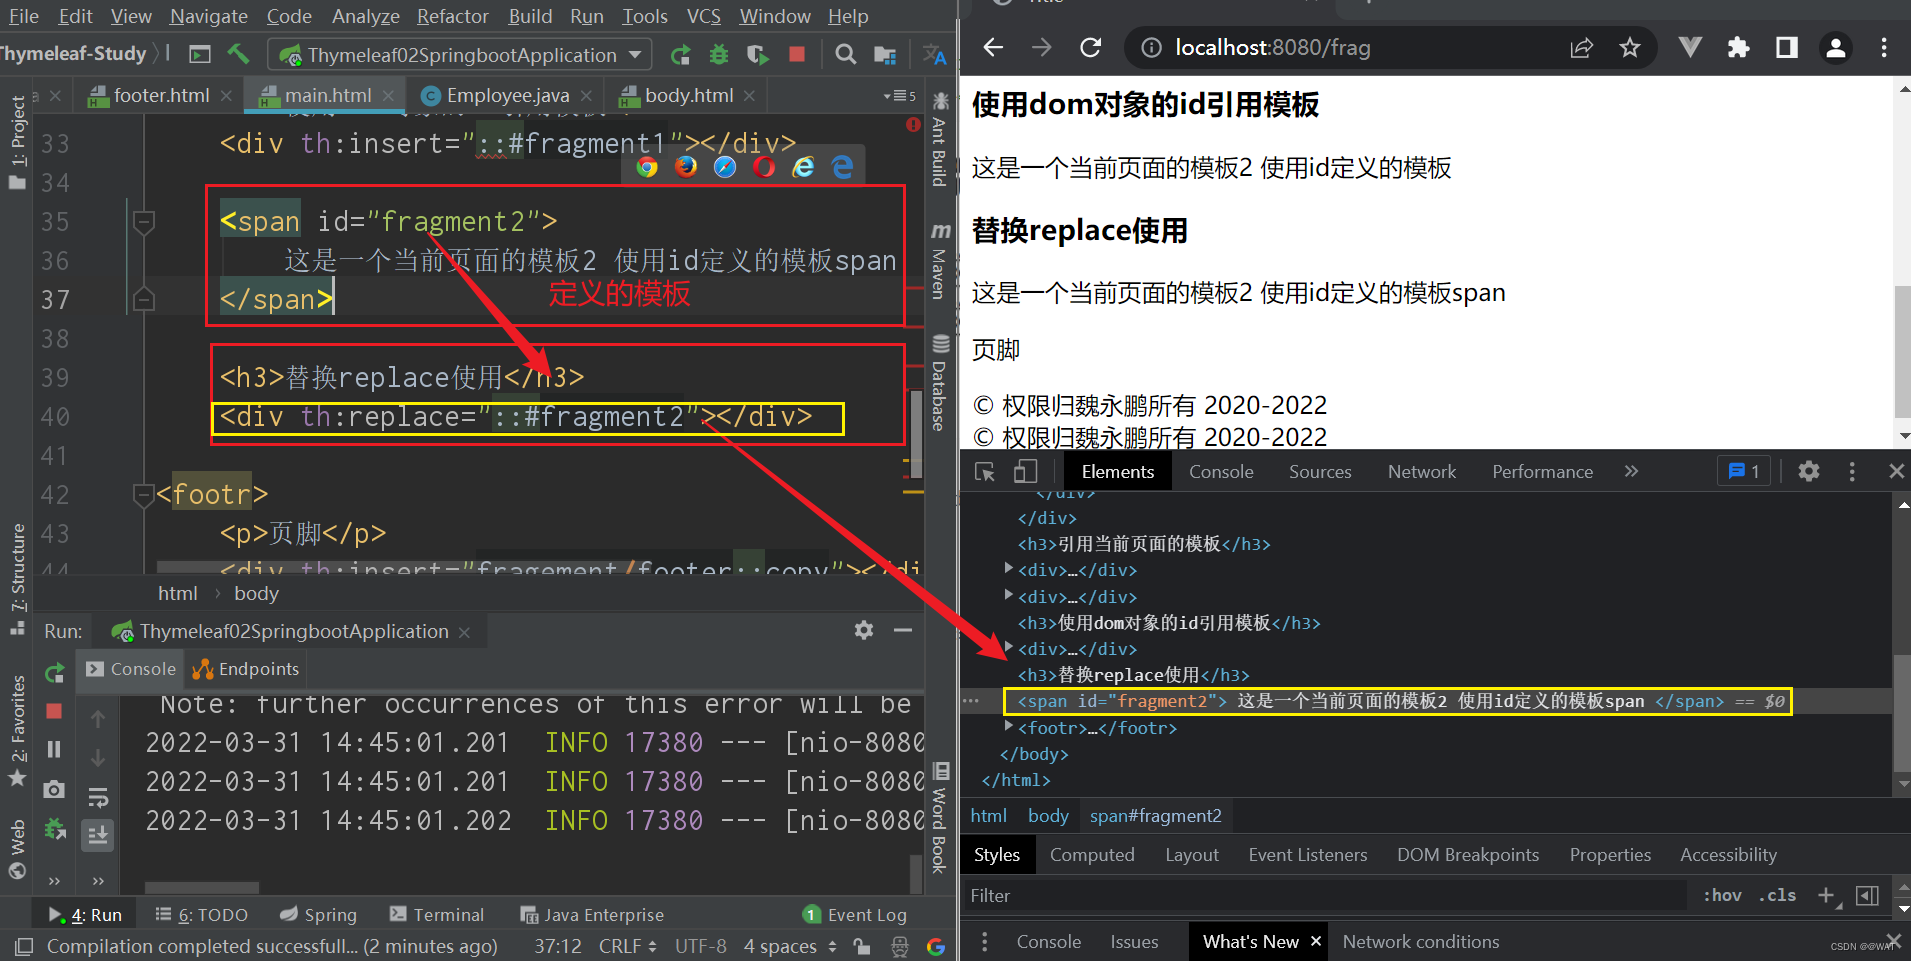 File Edit View Navigate Code Analyze Refactor Build Run Tools VCS Window Help
Thymeleaf-Study
Thymeleaf02SpringbootApplication
footer.html
main.html
Employee.java
body.html
5
1: Project
7: Structure
2: Favorites
Web
33 <div th:insert="::#fragment1"></div>
34
35 <span id="fragment2">
36 这是一个当前页面的模板2 使用id定义的模板span
37 </span>
定义的模板
38
39 <h3>替换replace使用</h3>
40 <div th:replace="::#fragment2"></div>
41
42 <footr>
43 <p>页脚</p>
44 <div th:insert="fragement/footer::copy"></di
html › body
Ant Build
Maven
Database
Word Book
Run: Thymeleaf02SpringbootApplication
Console Endpoints
Note: further occurrences of this error will be
2022-03-31 14:45:01.201 INFO 17380 --- [nio-8080
2022-03-31 14:45:01.201 INFO 17380 --- [nio-8080
2022-03-31 14:45:01.202 INFO 17380 --- [nio-8080
4: Run 6: TODO Spring Terminal Java Enterprise 1 Event Log
Compilation completed successfull... (2 minutes ago) 37:12 CRLF UTF-8 4 spaces
Title
localhost:8080/frag
使用dom对象的id引用模板
这是一个当前页面的模板2 使用id定义的模板
替换replace使用
这是一个当前页面的模板2 使用id定义的模板span
页脚
© 权限归魏永鹏所有 2020-2022
© 权限归魏永鹏所有 2020-2022
Elements Console Sources Network Performance » 1
</div>
</div>
<h3>引用当前页面的模板</h3>
<div>…</div>
<div>…</div>
<h3>使用dom对象的id引用模板</h3>
<div>…</div>
<h3>替换replace使用</h3>
<span id="fragment2"> 这是一个当前页面的模板2 使用id定义的模板span </span> == $0
<footr>…</footr>
</body>
</html>
html body span#fragment2
Styles Computed Layout Event Listeners DOM Breakpoints Properties Accessibility
Filter :hov .cls +
Console Issues What's New × Network conditions